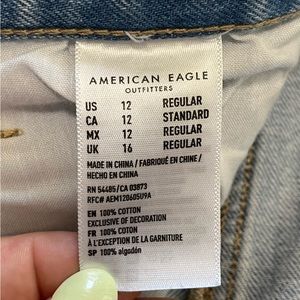 AMERICAN EAGLE
OUTFITTERS
US 12 REGULAR
CA 12 STANDARD
MX 12 REGULAR
UK 16 REGULAR
MADE IN CHINA / FABRIQUÉ EN CHINE /
HECHO EN CHINA
RN 54485/CA 03873
RFC# AEM120605U9A
EN 100% COTTON
EXCLUSIVE OF DECORATION
FR 100% COTON
À L'EXCEPTION DE LA GARNITURE
SP 100% algodón